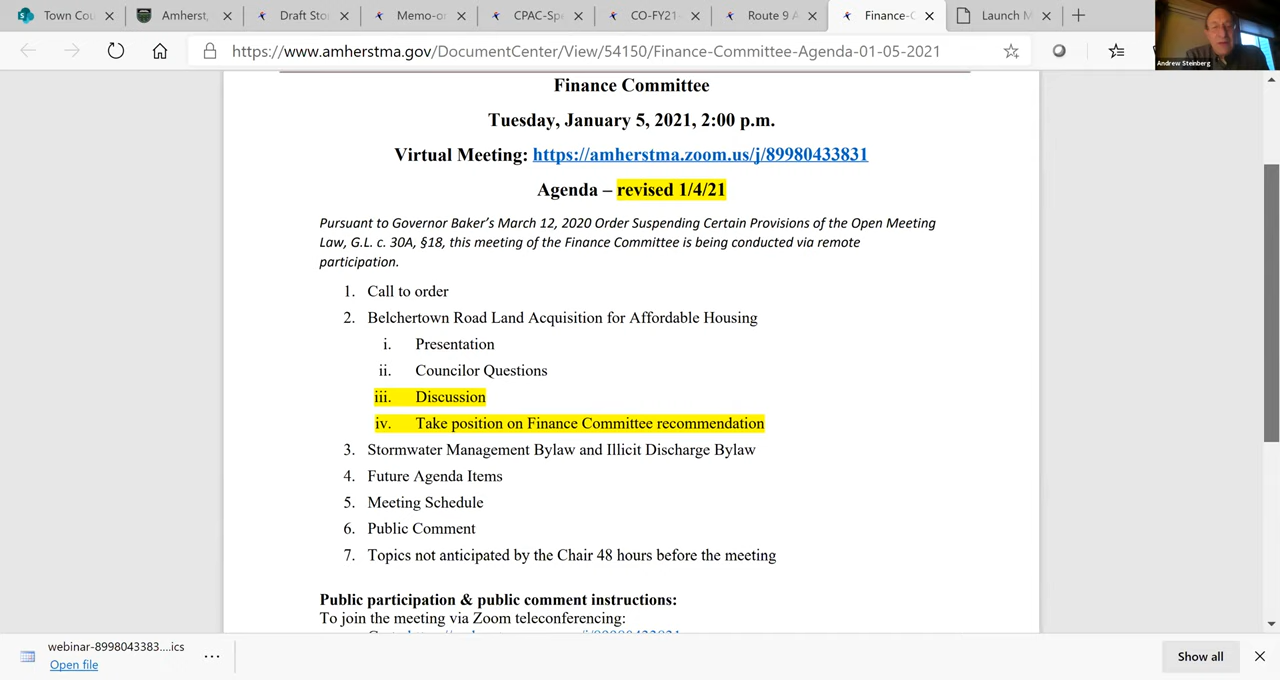 Town Cou
Amherst,
Draft Sto
Memo-or
CPAC-Spe
CO-FY21-
Route 9 A
Finance-C
Launch M
https://www.amherstma.gov/DocumentCenter/View/54150/Finance-Committee-Agenda-01-05-2021
Andrew Steinberg
Finance Committee
Tuesday, January 5, 2021, 2:00 p.m.
Virtual Meeting: https://amherstma.zoom.us/j/89980433831
Agenda – revised 1/4/21
Pursuant to Governor Baker's March 12, 2020 Order Suspending Certain Provisions of the Open Meeting
Law, G.L. c. 30A, §18, this meeting of the Finance Committee is being conducted via remote
participation.
1. Call to order
2. Belchertown Road Land Acquisition for Affordable Housing
i. Presentation
ii. Councilor Questions
iii. Discussion
iv. Take position on Finance Committee recommendation
3. Stormwater Management Bylaw and Illicit Discharge Bylaw
4. Future Agenda Items
5. Meeting Schedule
6. Public Comment
7. Topics not anticipated by the Chair 48 hours before the meeting
Public participation & public comment instructions:
To join the meeting via Zoom teleconferencing:
webinar-8998043383....ics
Open file
Show all